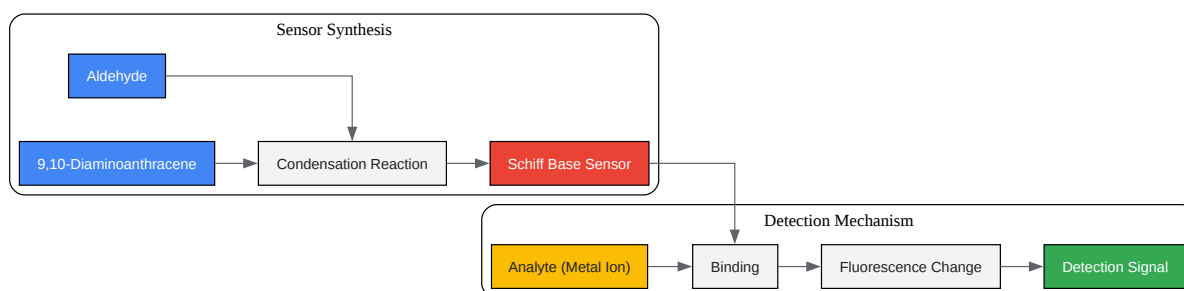 Sensor Synthesis
Aldehyde
9,10-Diaminoanthracene
Condensation Reaction
Schiff Base Sensor
Detection Mechanism
Analyte (Metal Ion)
Binding
Fluorescence Change
Detection Signal